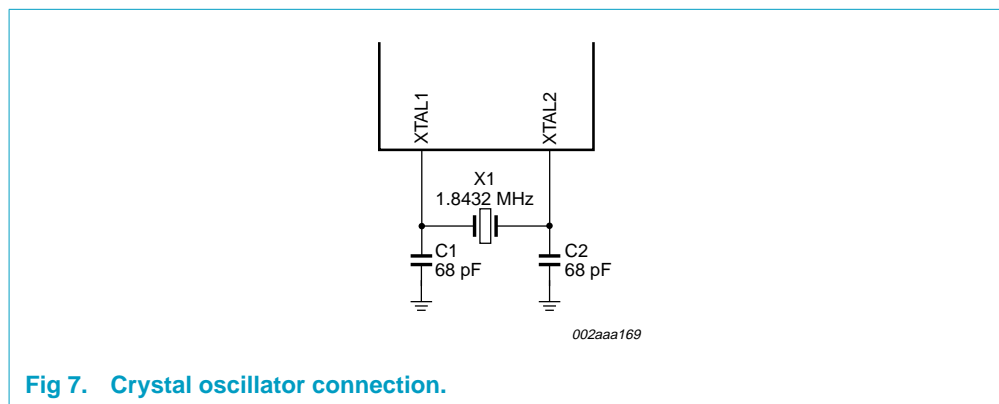 XTAL1
XTAL2
X1
1.8432 MHz
C1
68 pF
C2
68 pF
002aaa169
Fig 7. Crystal oscillator connection.